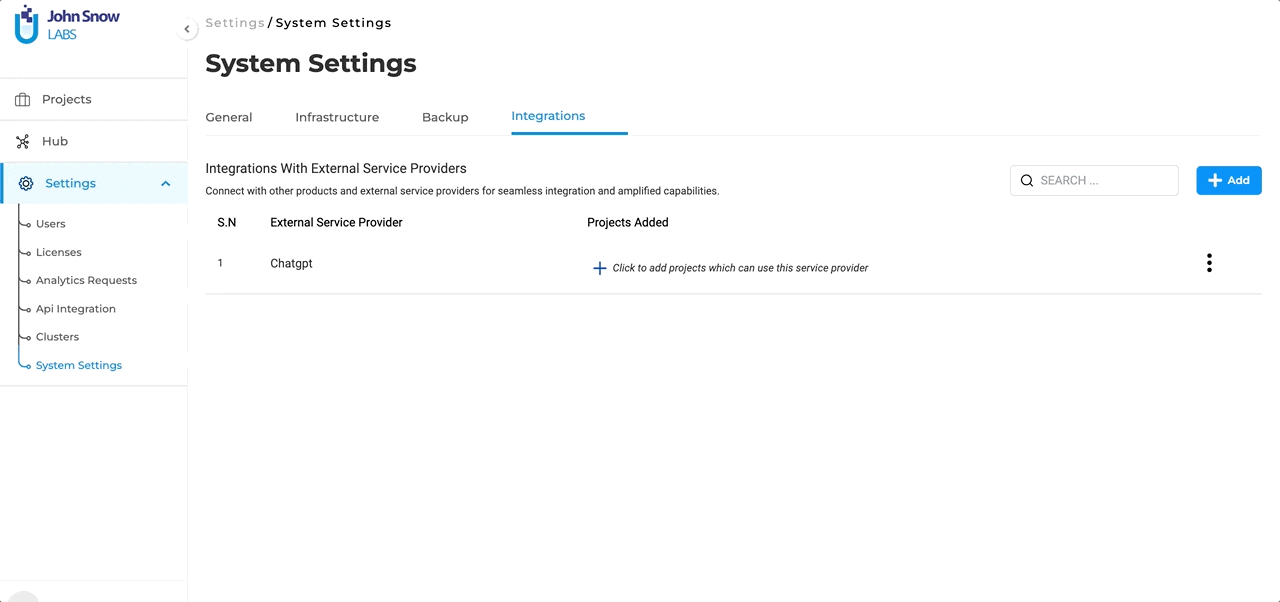 John Snow
LABS
Settings / System Settings
System Settings
Projects
Hub
Settings
Users
Licenses
Analytics Requests
Api Integration
Clusters
System Settings
General Infrastructure Backup Integrations
Integrations With External Service Providers
Connect with other products and external service providers for seamless integration and amplified capabilities.
SEARCH ...
Add
S.N External Service Provider Projects Added
1 Chatgpt Click to add projects which can use this service provider